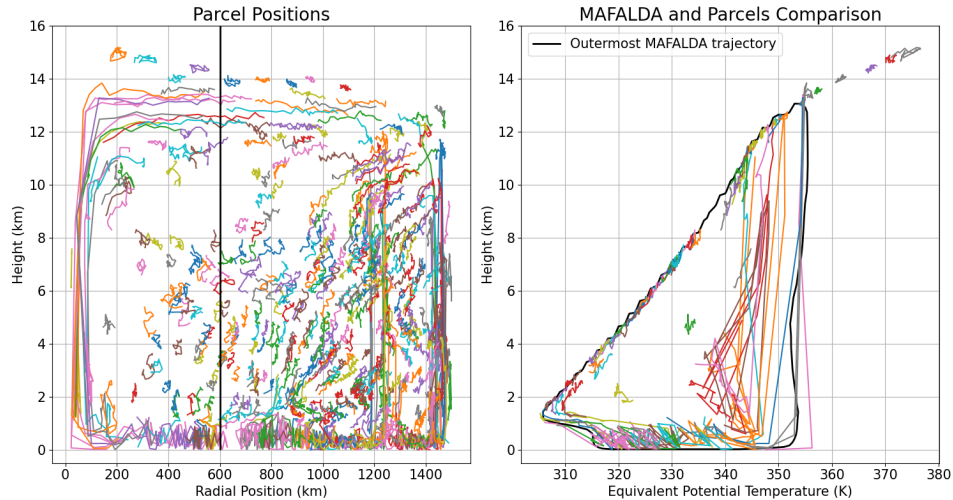 Parcel Positions
16
14
12
10
8
6
4
2
0
Height (km)
0 200 400 600 800 1000 1200 1400
Radial Position (km)
MAFALDA and Parcels Comparison
Outermost MAFALDA trajectory
16
14
12
10
8
6
4
2
0
Height (km)
310 320 330 340 350 360 370 380
Equivalent Potential Temperature (K)